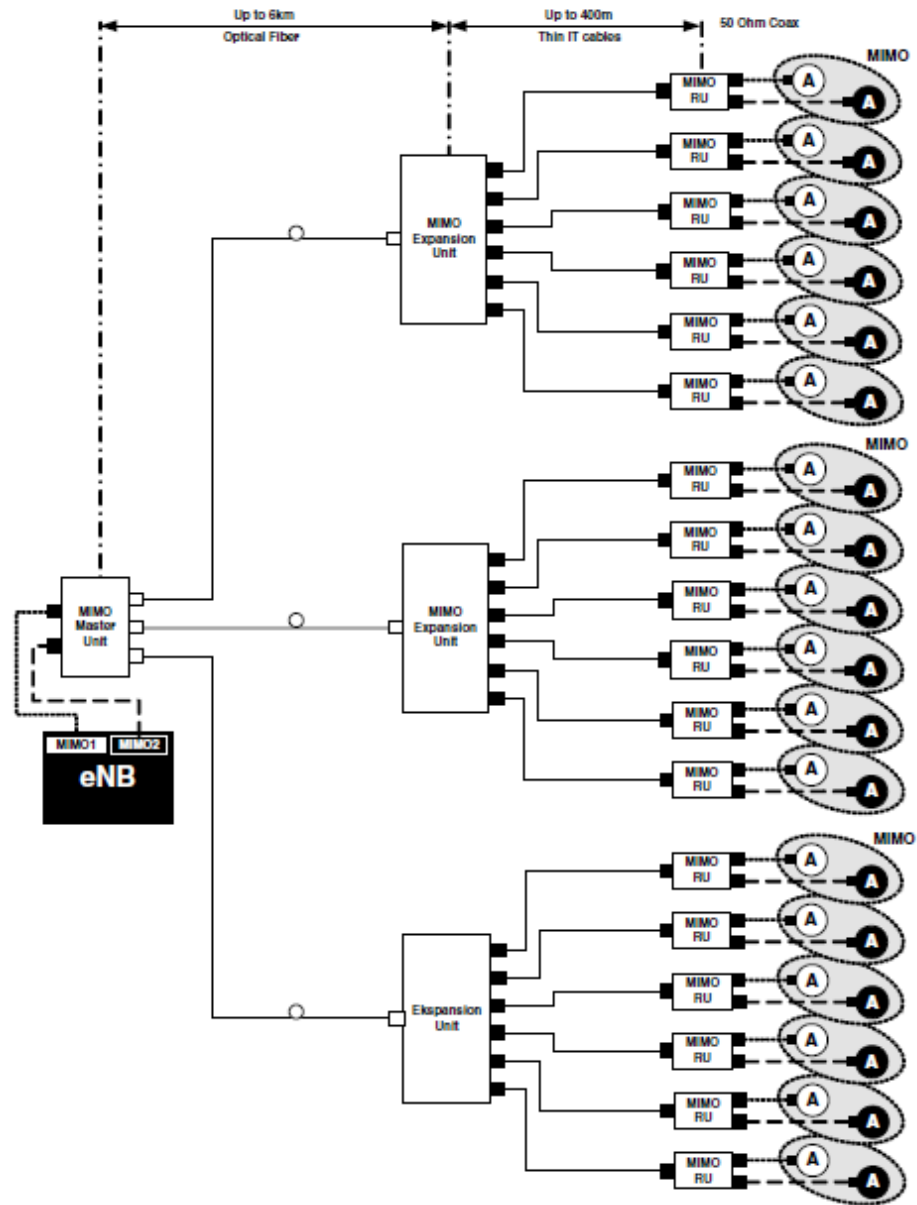 Up to 6km
Optical Fiber
Up to 400m
Thin IT cables
50 Ohm Coax
MIMO
MIMO
RU
A
A
MIMO
RU
A
A
MIMO
RU
A
A
MIMO
RU
A
A
MIMO
RU
A
A
MIMO
RU
A
A
MIMO
Expansion
Unit
MIMO
MIMO
RU
A
A
MIMO
RU
A
A
MIMO
RU
A
A
MIMO
RU
A
A
MIMO
RU
A
A
MIMO
RU
A
A
MIMO
Expansion
Unit
MIMO
Master
Unit
MIMO1
MIMO2
eNB
MIMO
MIMO
RU
A
A
MIMO
RU
A
A
MIMO
RU
A
A
MIMO
RU
A
A
MIMO
RU
A
A
MIMO
RU
A
A
Ekspansion
Unit